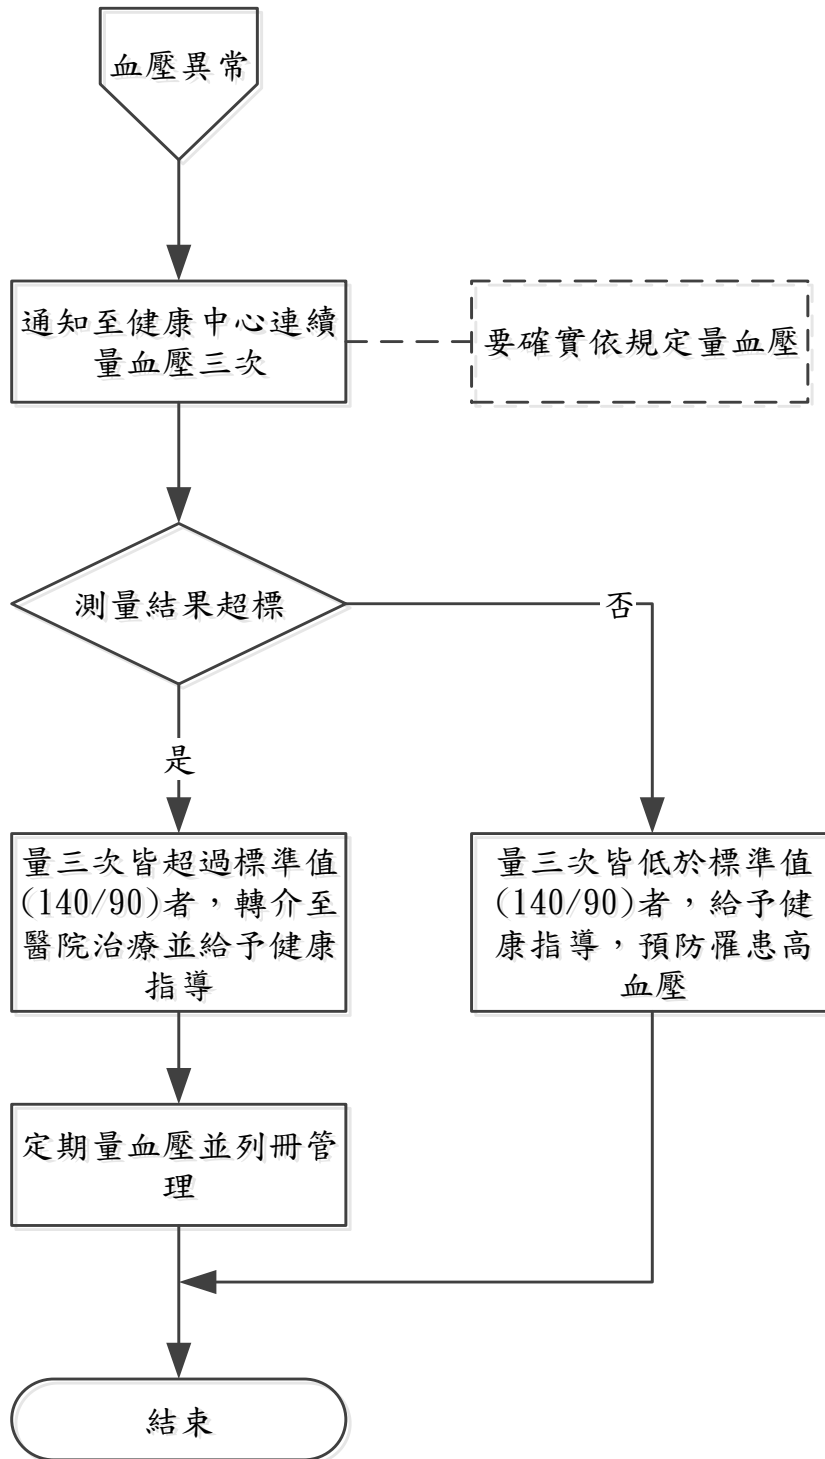 血壓異常
通知至健康中心連續
量血壓三次
要確實依規定量血壓
測量結果超標
否
是
量三次皆超過標準值
(140/90)者，轉介至
醫院治療並給予健康
指導
量三次皆低於標準值
(140/90)者，給予健
康指導，預防罹患高
血壓
定期量血壓並列冊管
理
結束